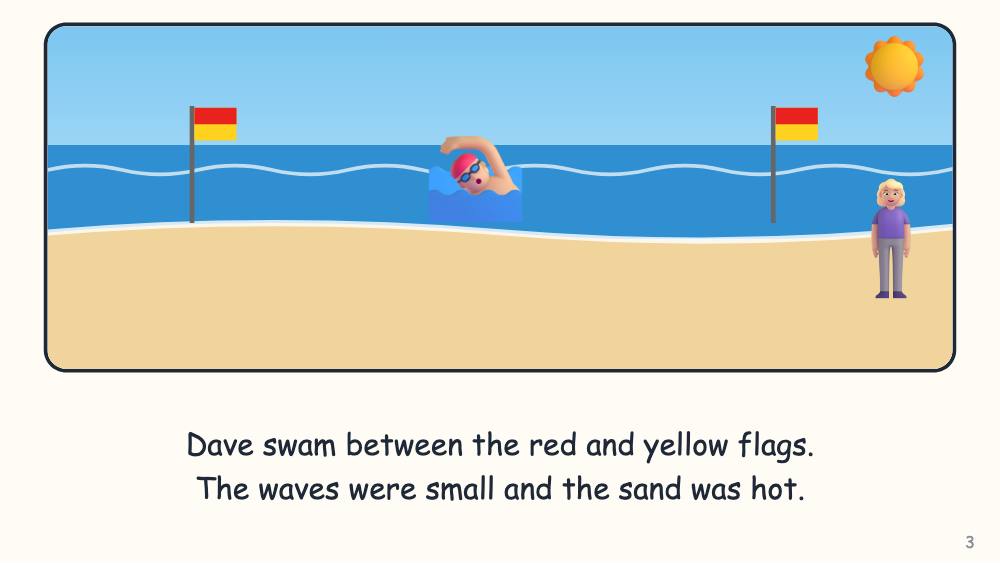 Dave swam between the red and yellow flags.
The waves were small and the sand was hot.
3